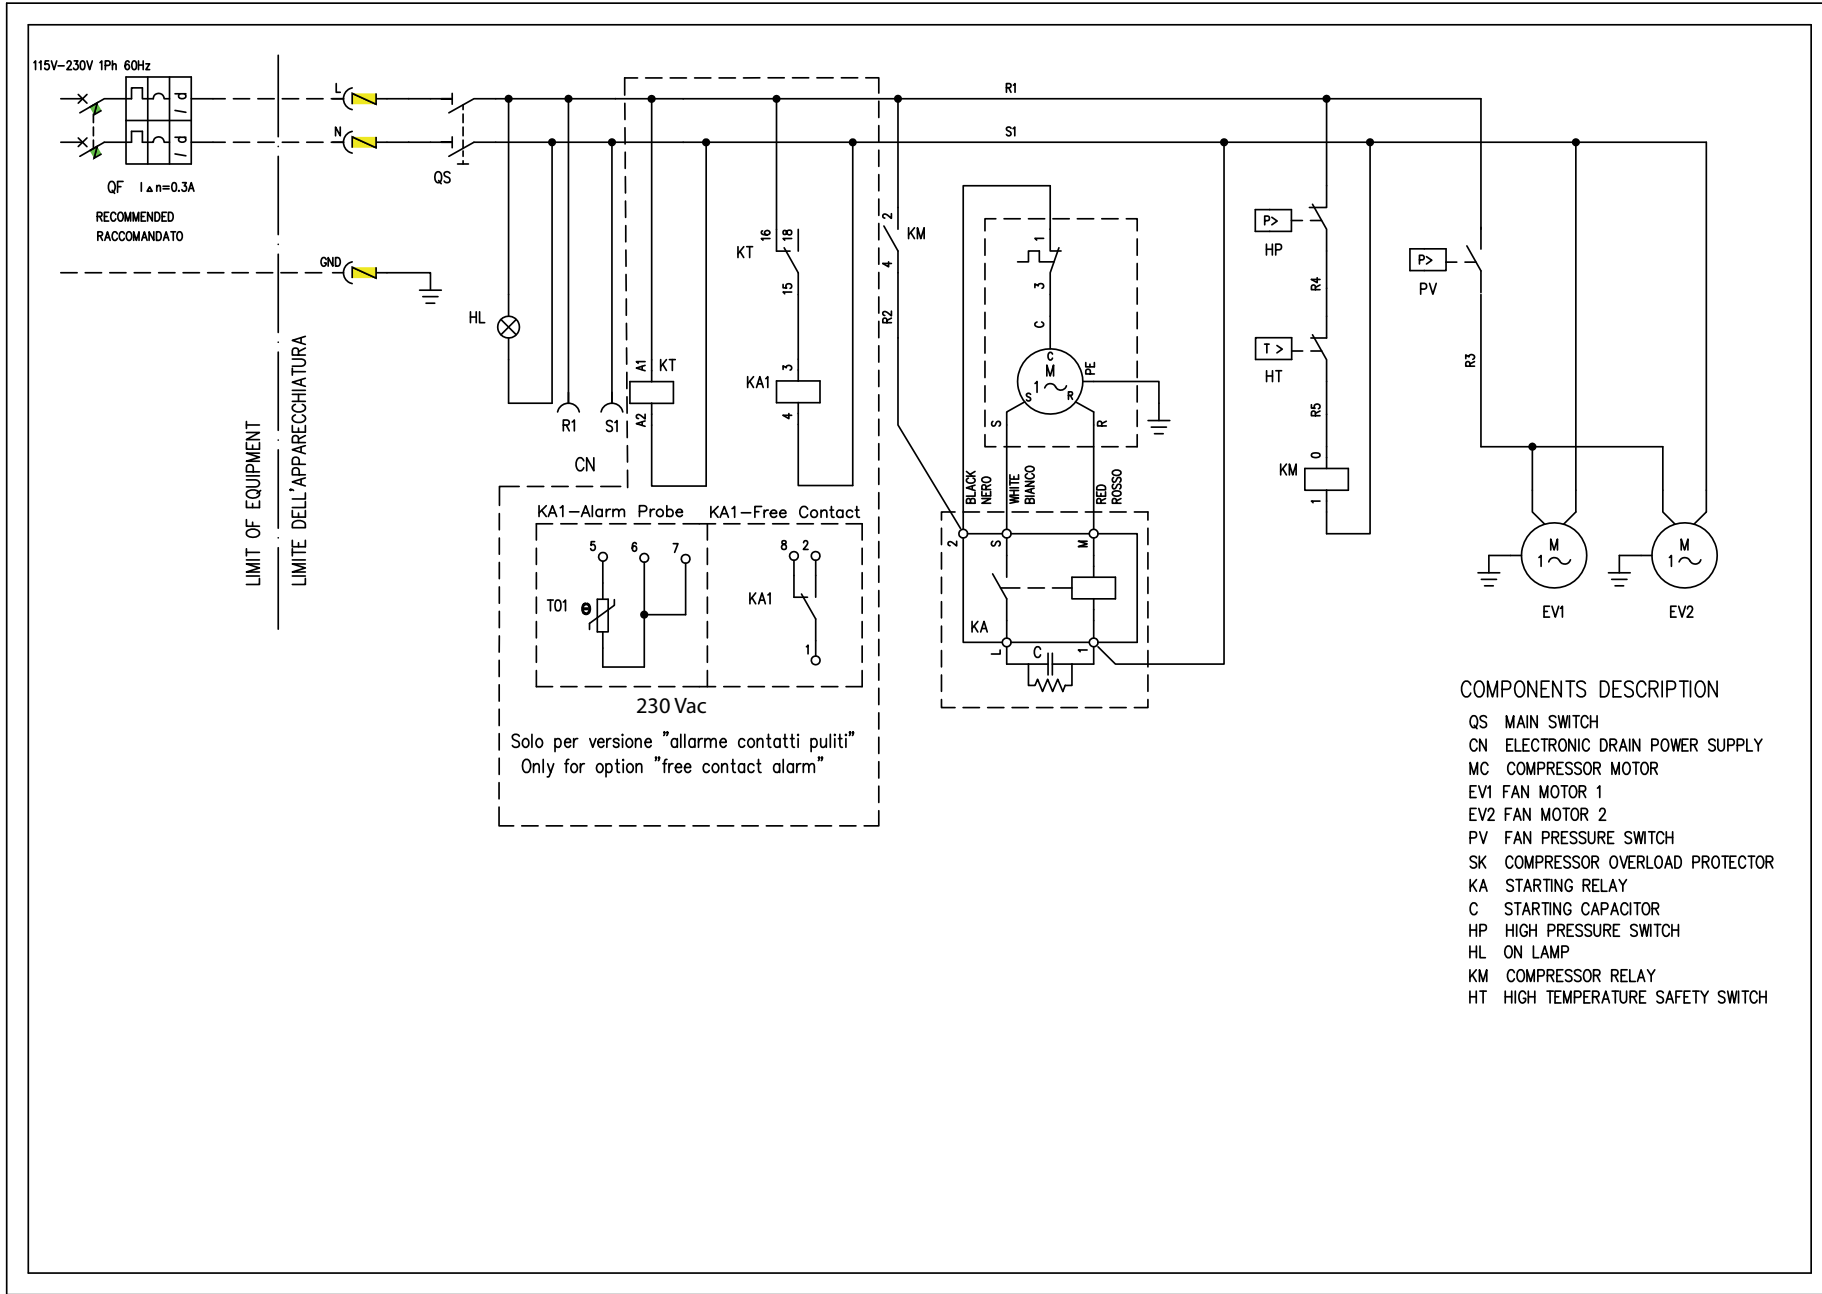 115V-230V 1Ph 60Hz
I d
I d
QF I△n=0.3A
RECOMMENDED
RACCOMANDATO
L
N
GND
LIMIT OF EQUIPMENT
LIMITE DELL'APPARECCHIATURA
QS
HL
R1
S1
CN
A1
KT
A2
KT
16
18
15
3
KA1
4
KA1-Alarm Probe
KA1-Free Contact
5
6
7
T01
θ
8
2
KA1
1
230 Vac
Solo per versione "allarme contatti puliti"
Only for option "free contact alarm"
R1
S1
2
KM
4
R2
1
3
C
C
M
1
S
R
PE
S
R
BLACK
NERO
WHITE
BIANCO
RED
ROSSO
2
S
M
KA
L
C
1
P>
HP
R4
T >
HT
R5
0
KM
1
P>
PV
R3
M
1
EV1
M
1
EV2
COMPONENTS DESCRIPTION
QS MAIN SWITCH
CN ELECTRONIC DRAIN POWER SUPPLY
MC COMPRESSOR MOTOR
EV1 FAN MOTOR 1
EV2 FAN MOTOR 2
PV FAN PRESSURE SWITCH
SK COMPRESSOR OVERLOAD PROTECTOR
KA STARTING RELAY
C STARTING CAPACITOR
HP HIGH PRESSURE SWITCH
HL ON LAMP
KM COMPRESSOR RELAY
HT HIGH TEMPERATURE SAFETY SWITCH